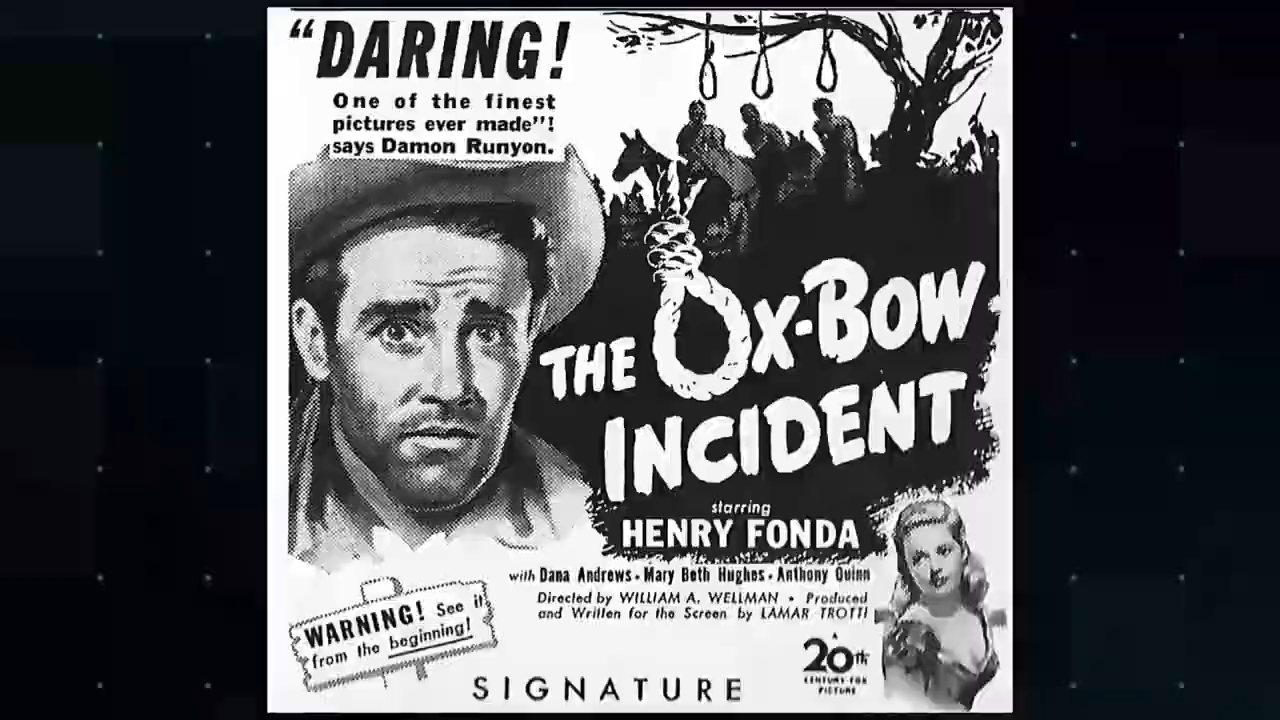 "DARING!
One of the finest
pictures ever made"!
says Damon Runyon.
THE OX-BOW
INCIDENT
starring
HENRY FONDA
with Dana Andrews • Mary Beth Hughes • Anthony Quinn
Directed by WILLIAM A. WELLMAN • Produced
and Written for the Screen by LAMAR TROTTI
WARNING! See it
from the beginning!
A
20th
CENTURY-FOX
PICTURE
SIGNATURE